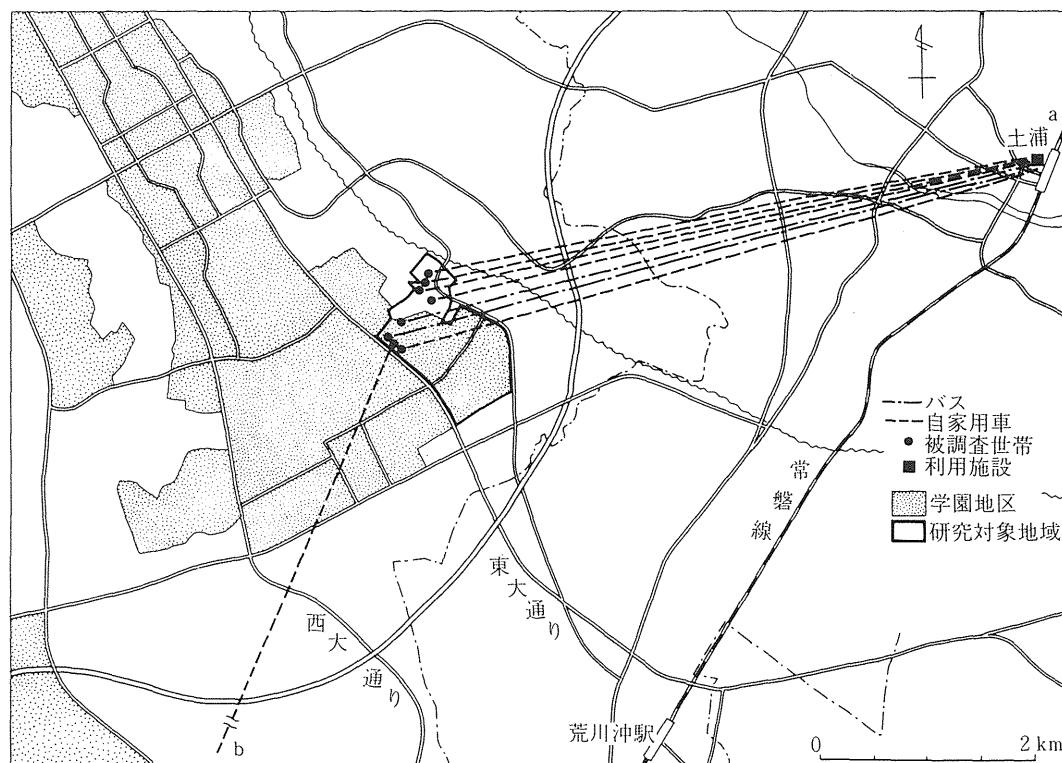 a
土浦
バス
自家用車
被調査世帯
利用施設
学園地区
研究対象地域
常磐線
東大通り
西大通り
荒川沖駅
b
0 2 km